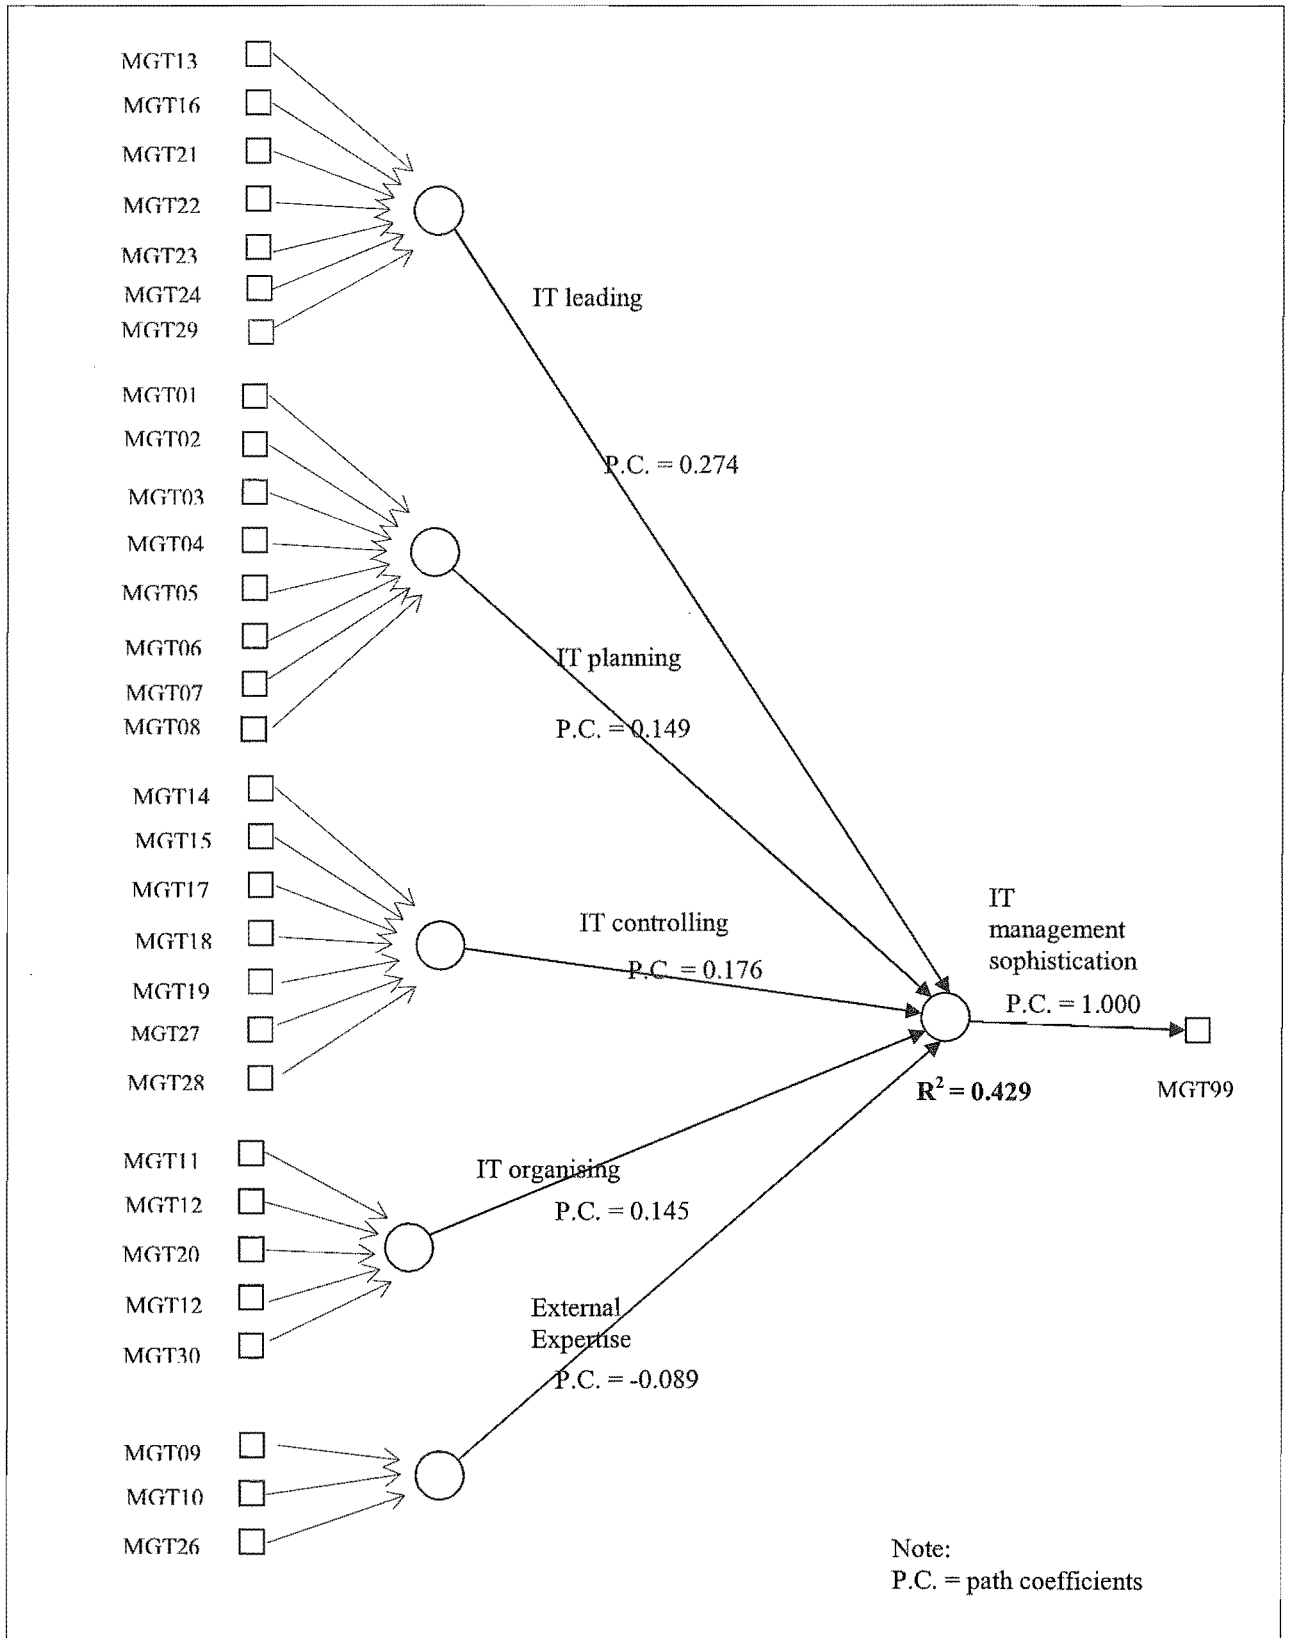 MGT13
MGT16
MGT21
MGT22
MGT23
MGT24
MGT29
IT leading
P.C. = 0.274
MGT01
MGT02
MGT03
MGT04
MGT05
MGT06
MGT07
MGT08
IT planning
P.C. = 0.149
MGT14
MGT15
MGT17
MGT18
MGT19
MGT27
MGT28
IT controlling
P.C. = 0.176
IT
management
sophistication
P.C. = 1.000
R² = 0.429
MGT99
MGT11
MGT12
MGT20
MGT12
MGT30
IT organising
P.C. = 0.145
External
Expertise
P.C. = -0.089
MGT09
MGT10
MGT26
Note:
P.C. = path coefficients